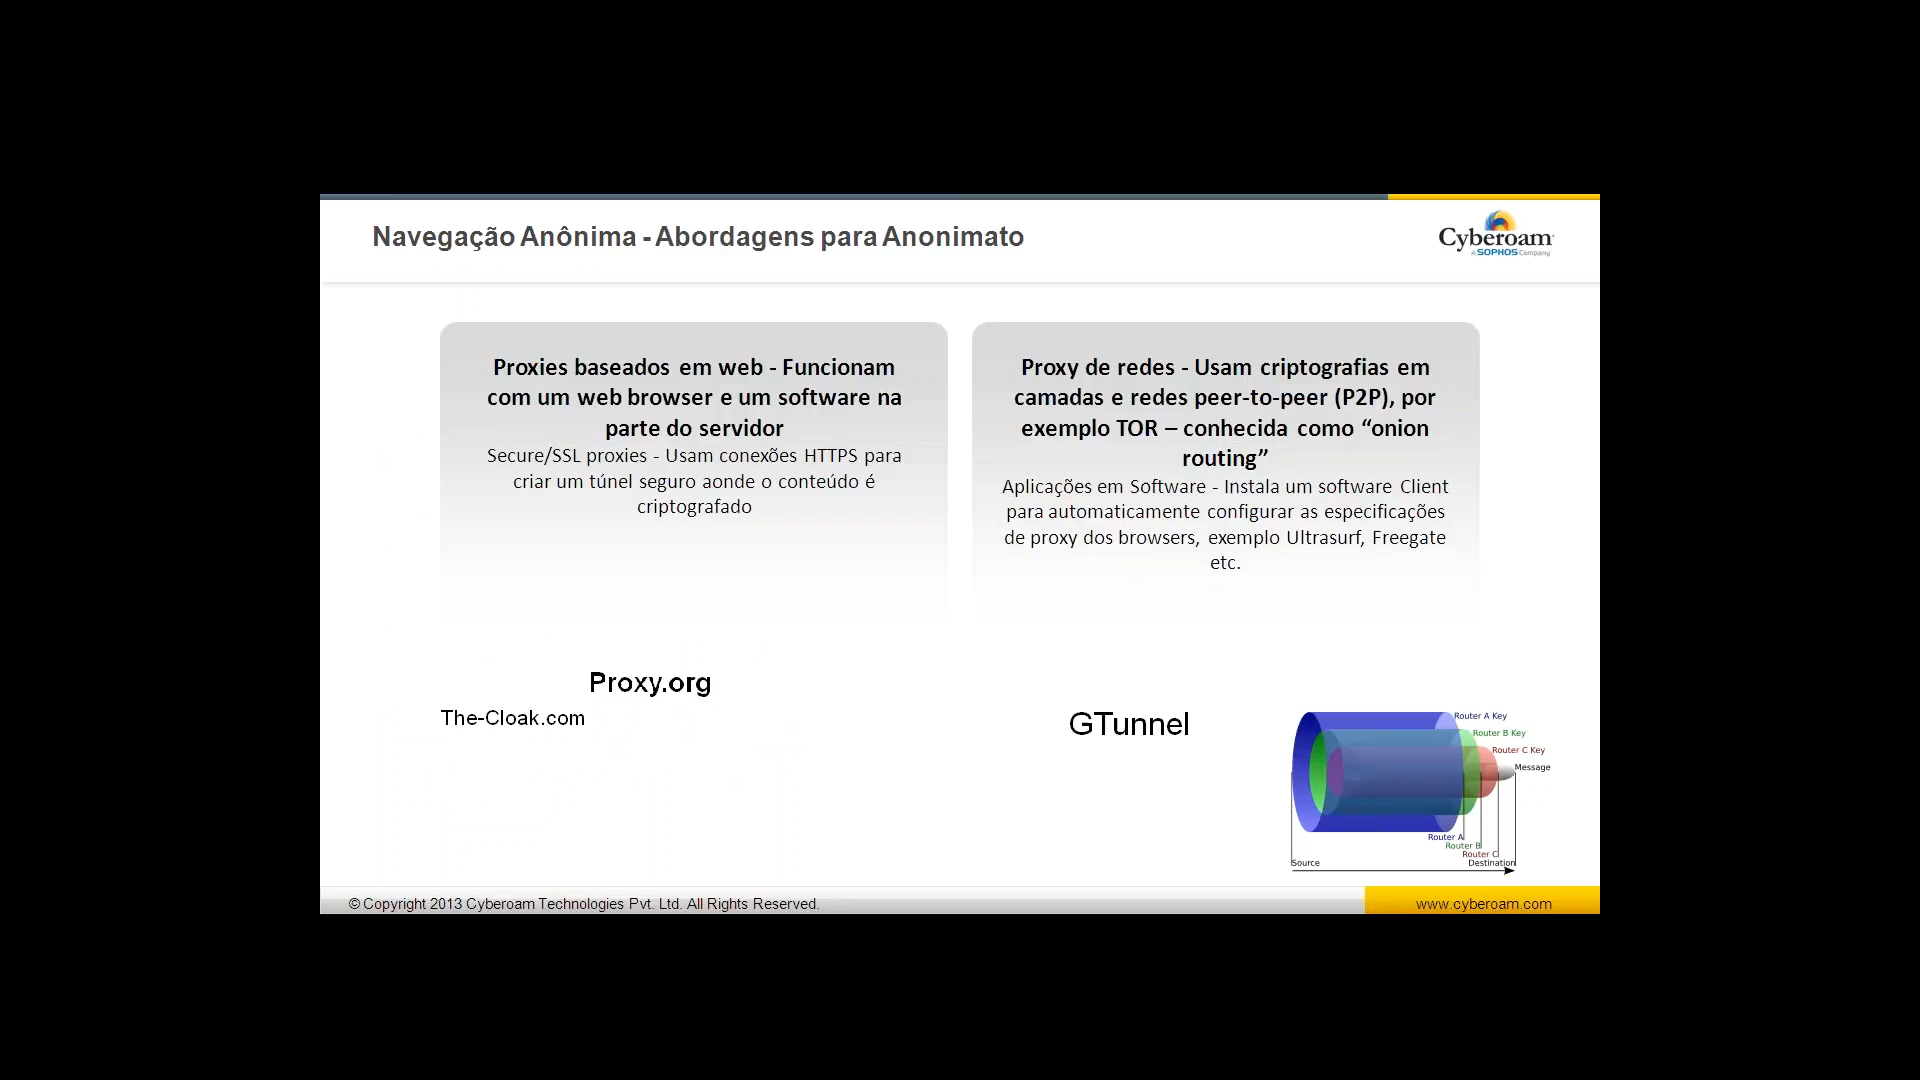 Navegação Anônima - Abordagens para Anonimato
Cyberoam
A SOPHOS Company
Proxies baseados em web - Funcionam
com um web browser e um software na
parte do servidor
Secure/SSL proxies - Usam conexões HTTPS para
criar um túnel seguro aonde o conteúdo é
criptografado
Proxy de redes - Usam criptografias em
camadas e redes peer-to-peer (P2P), por
exemplo TOR – conhecida como “onion
routing”
Aplicações em Software - Instala um software Client
para automaticamente configurar as especificações
de proxy dos browsers, exemplo Ultrasurf, Freegate
etc.
Proxy.org
The-Cloak.com
GTunnel
Router A Key
Router B Key
Router C Key
Message
Router A
Router B
Router C
Source
Destination
© Copyright 2013 Cyberoam Technologies Pvt. Ltd. All Rights Reserved.
www.cyberoam.com